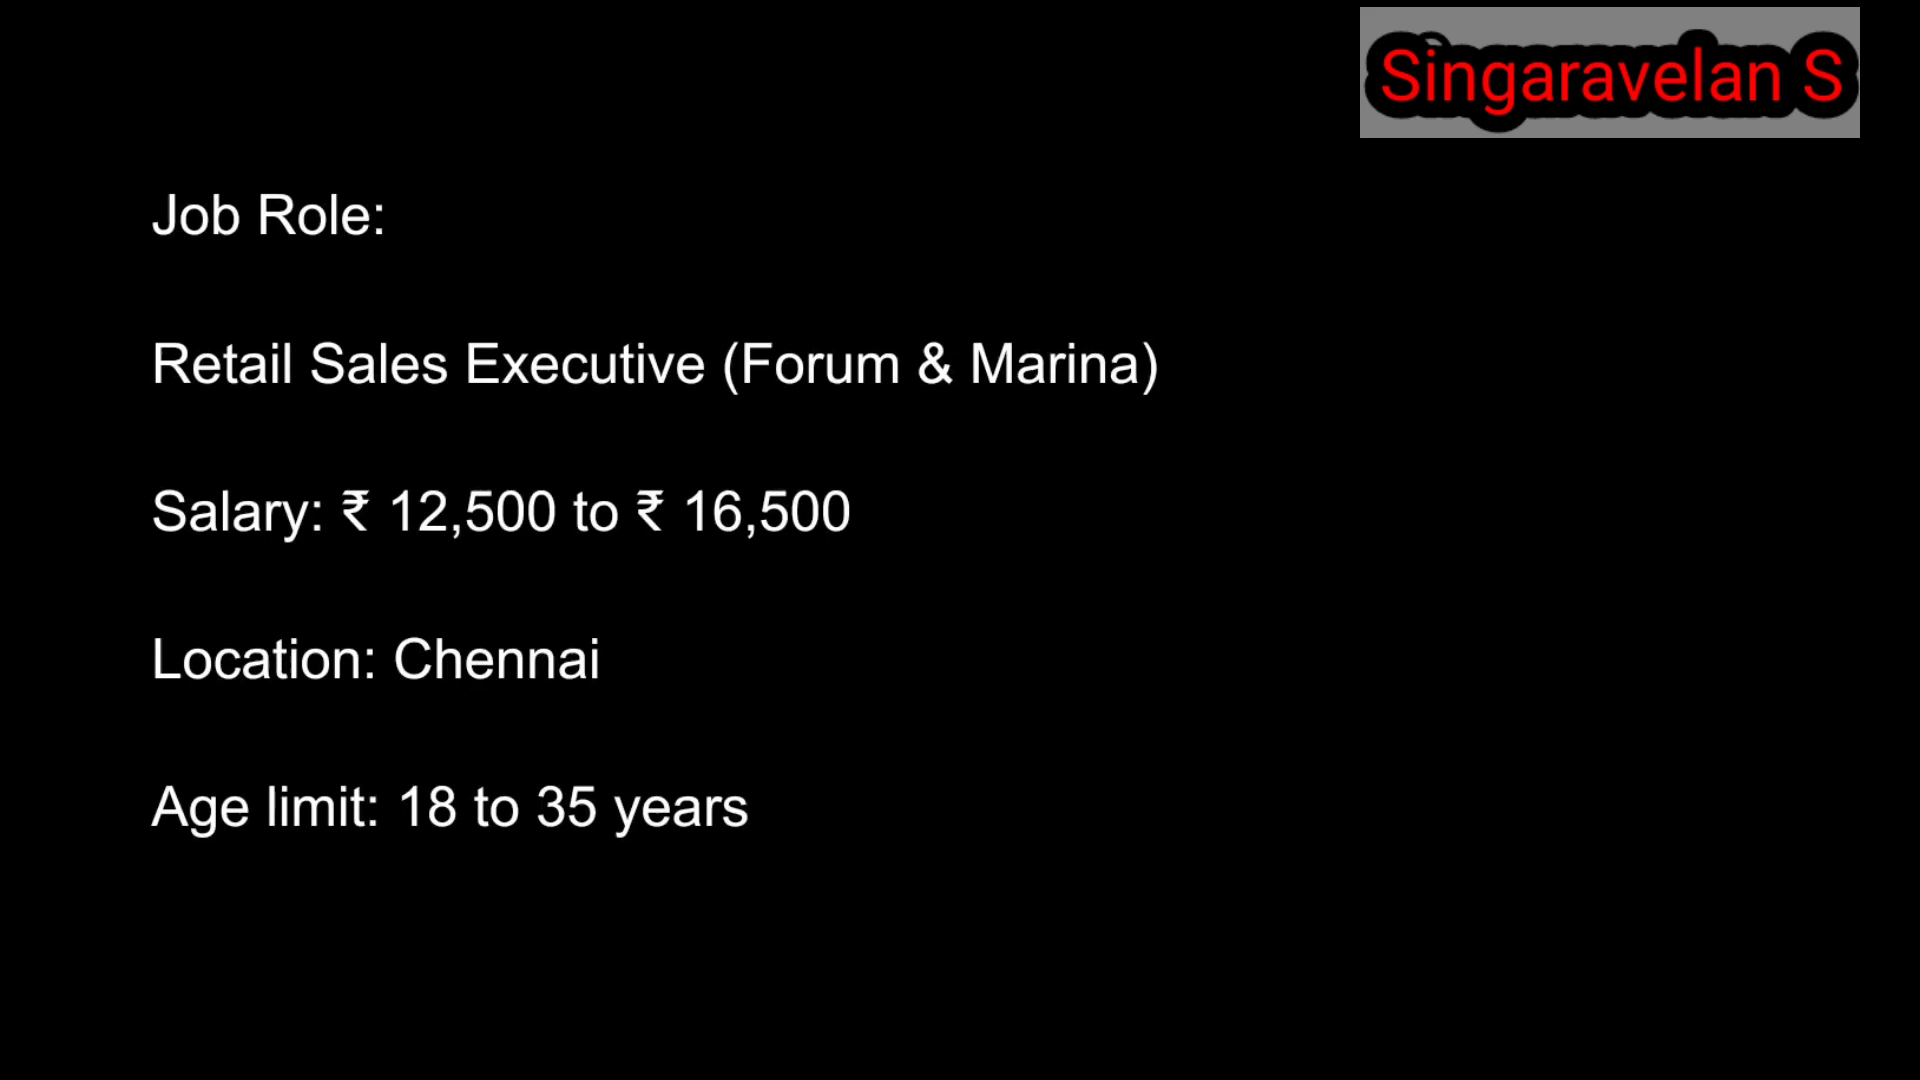 Singaravelan S
Job Role:
Retail Sales Executive (Forum & Marina)
Salary: ₹ 12,500 to ₹ 16,500
Location: Chennai
Age limit: 18 to 35 years